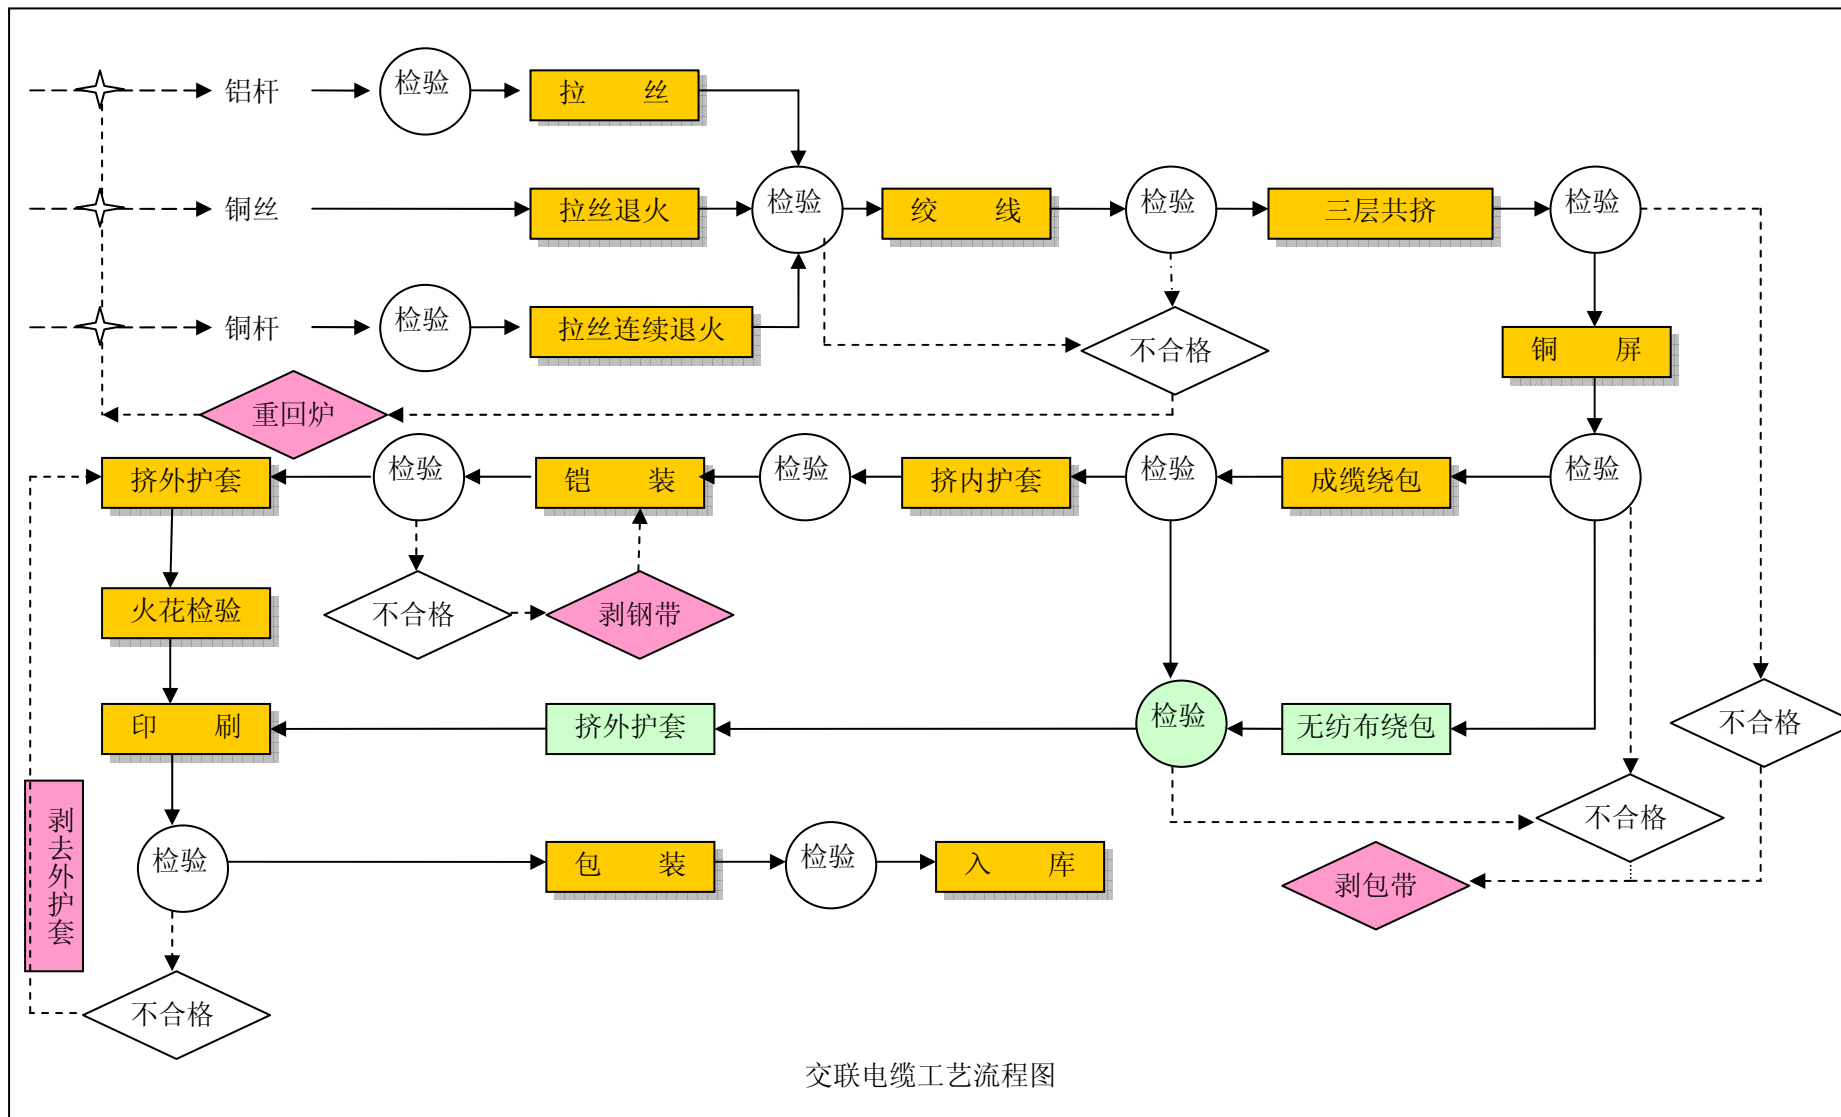 铝杆 检验 拉 丝
铜丝 拉丝退火 检验 绞 线 检验 三层共挤 检验
铜杆 检验 拉丝连续退火 不合格 铜 屏
重回炉
挤外护套 检验 铠 装 检验 挤内护套 检验 成缆绕包 检验
火花检验 不合格 剥钢带
印 刷 挤外护套 检验 无纺布绕包 不合格
剥去外护套
检验 包 装 检验 入 库 不合格
剥包带
不合格
交联电缆工艺流程图